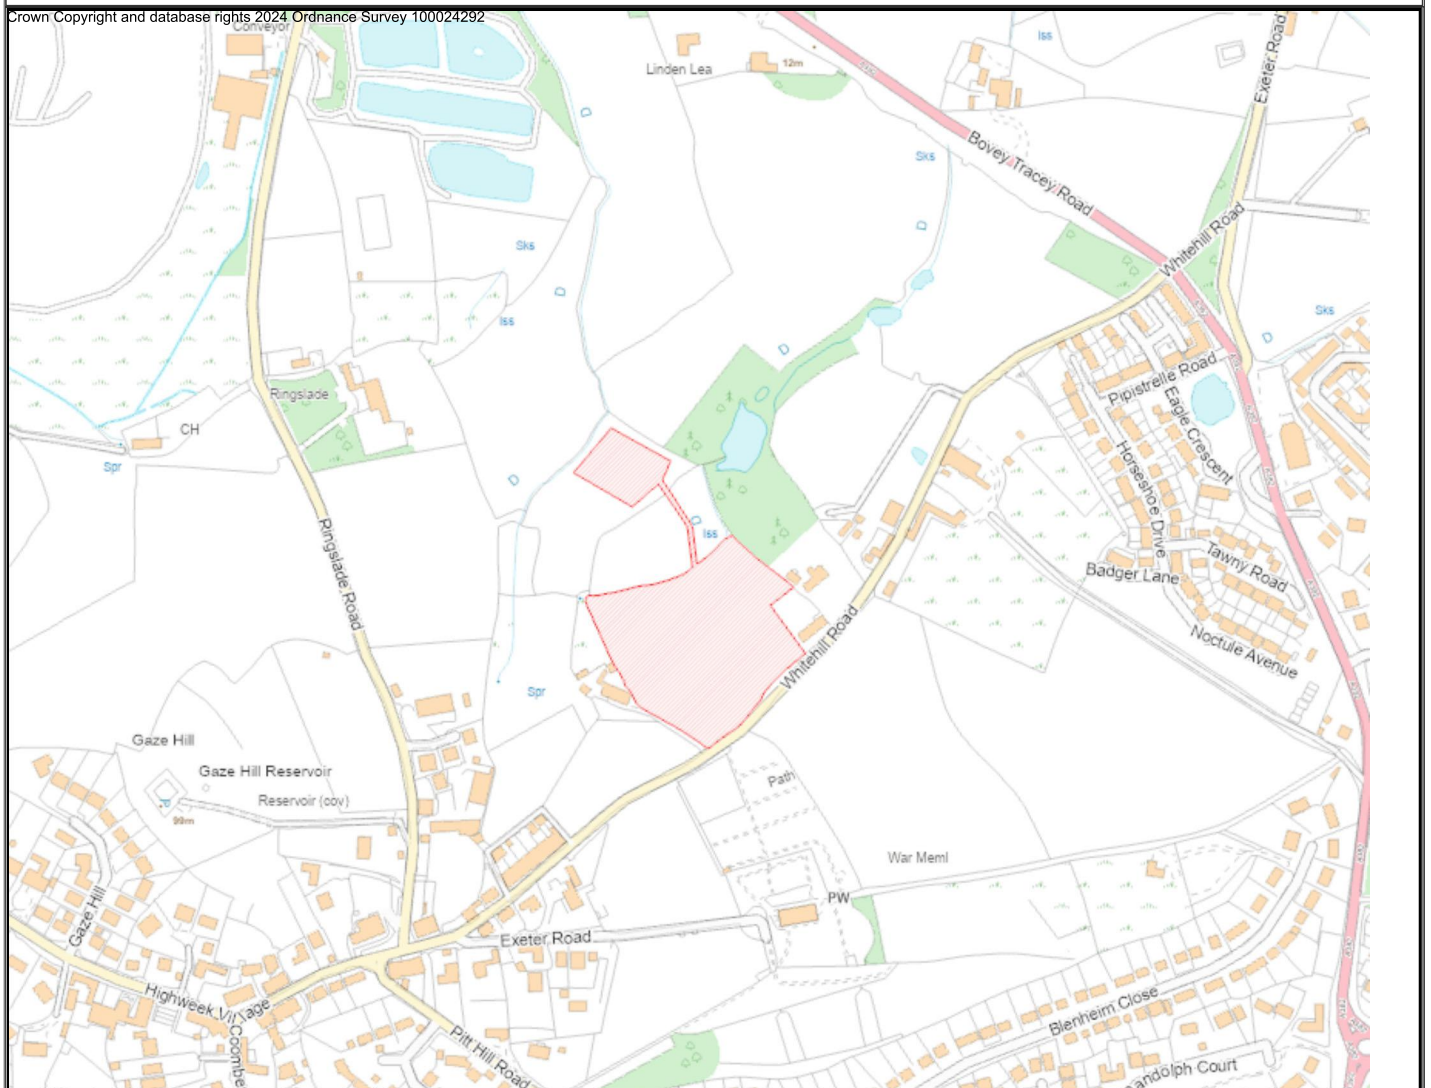 Crown Copyright and database rights 2024 Ordnance Survey 100024292
Conveyor
Linden Lea
12m
Iss
Exeter Road
D
Sks
Bovey Tracey Road
D
Sks
Whitehill Road
D
Iss
Sks
D
D
Pipistrelle Road
Ringslade
Eagle Crescent
CH
Spr
D
Horseshoe Drive
D
Iss
Ringslade Road
Tawny Road
Badger Lane
Noctule Avenue
Whitehill Road
Spr
Gaze Hill
Gaze Hill Reservoir
Reservoir (cov)
99m
Path
War Meml
PW
Gaze Hill
Exeter Road
Highweek Village
Coombe
Pitt Hill Road
Blenheim Close
andolph Court